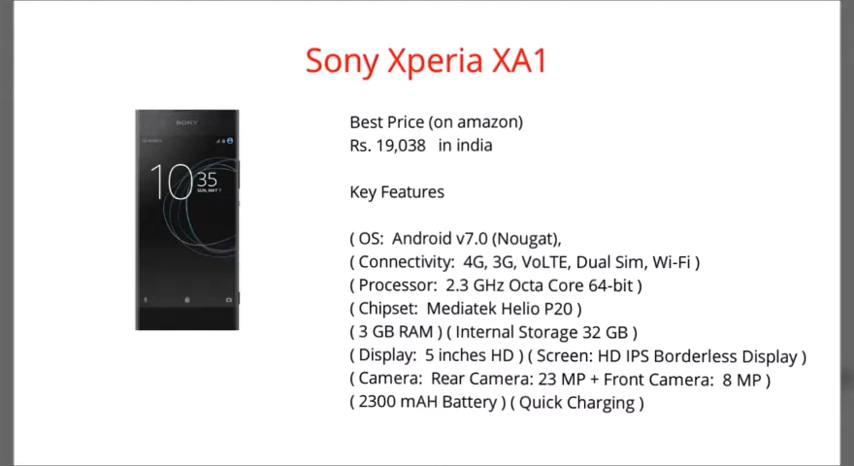 Sony Xperia XA1
SONY
10 35
Best Price (on amazon)
Rs. 19,038 in india
Key Features
( OS: Android v7.0 (Nougat),
( Connectivity: 4G, 3G, VoLTE, Dual Sim, Wi-Fi )
( Processor: 2.3 GHz Octa Core 64-bit )
( Chipset: Mediatek Helio P20 )
( 3 GB RAM ) ( Internal Storage 32 GB )
( Display: 5 inches HD ) ( Screen: HD IPS Borderless Display )
( Camera: Rear Camera: 23 MP + Front Camera: 8 MP )
( 2300 mAH Battery ) ( Quick Charging )